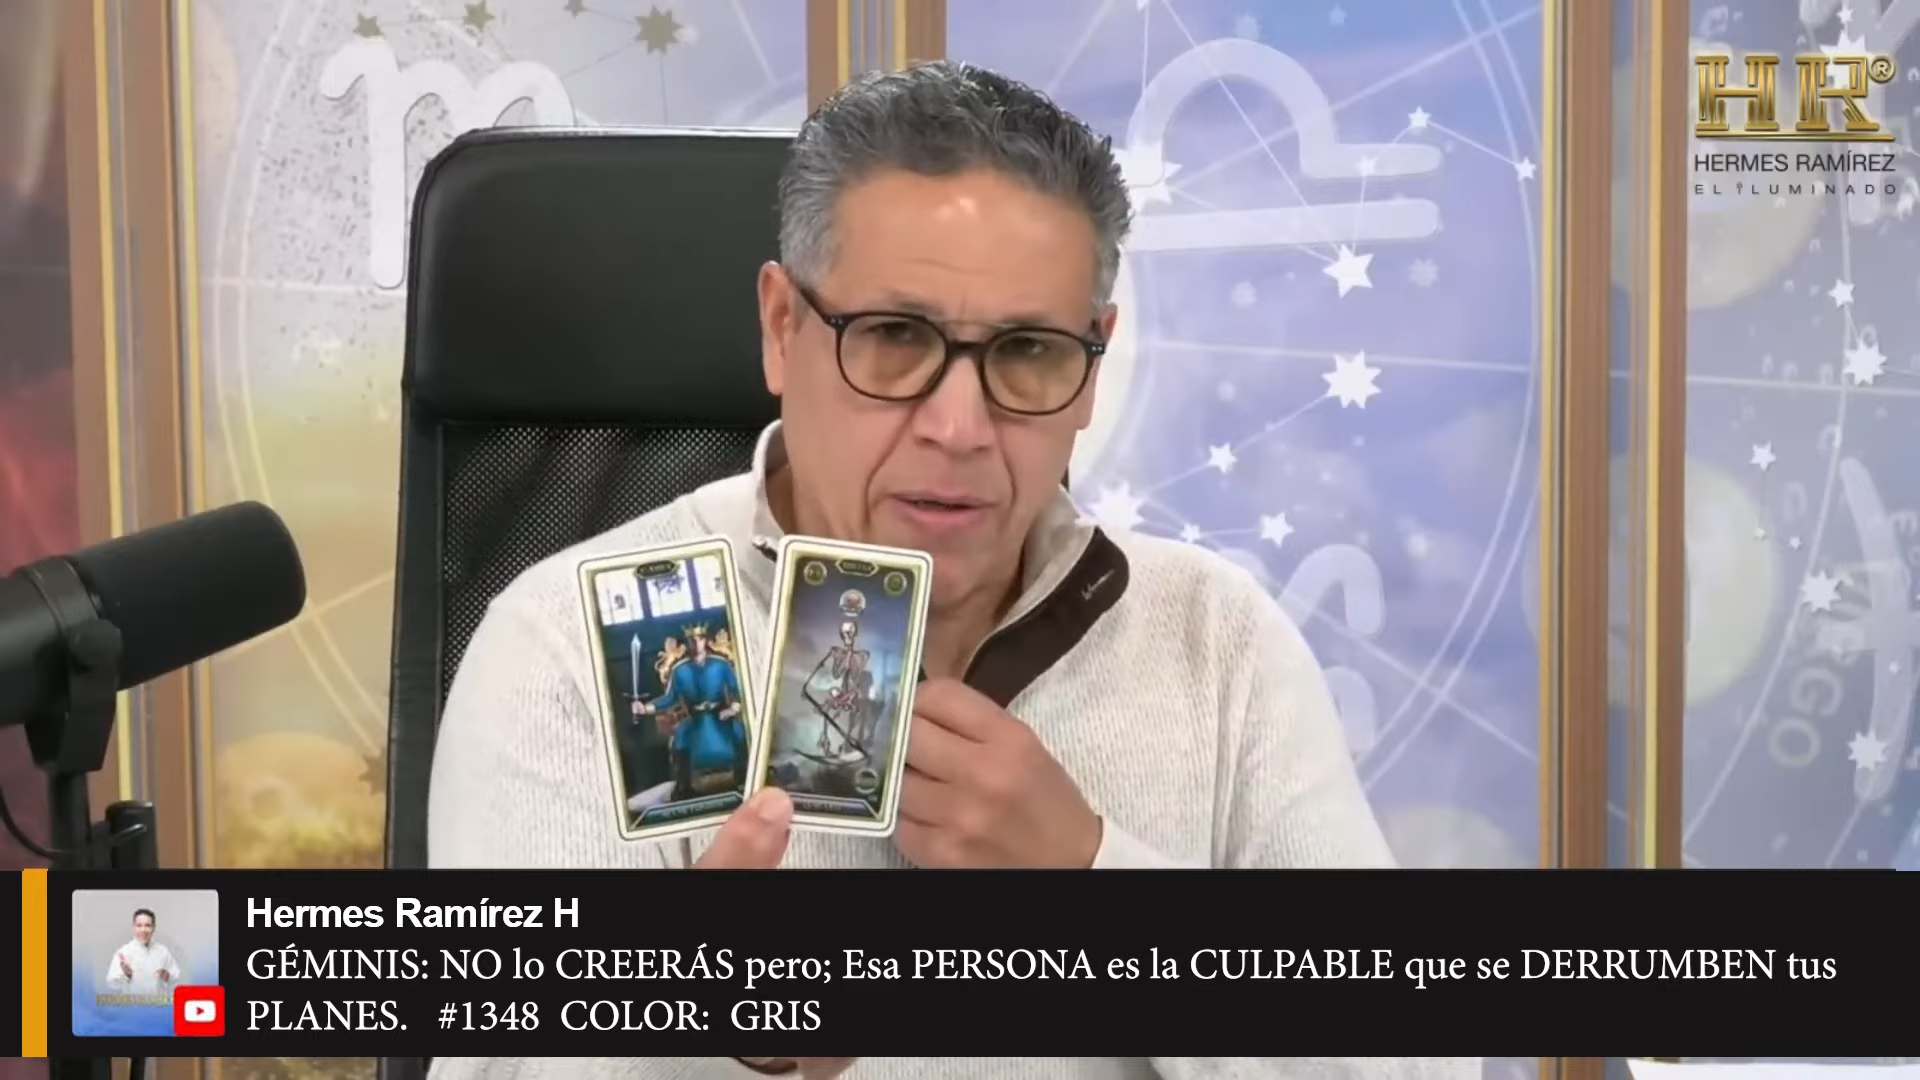 HR®
HERMES RAMÍREZ
EL ILUMINADO
Hermes Ramírez H
GÉMINIS: NO lo CREERÁS pero; Esa PERSONA es la CULPABLE que se DERRUMBEN tus
PLANES. #1348 COLOR: GRIS